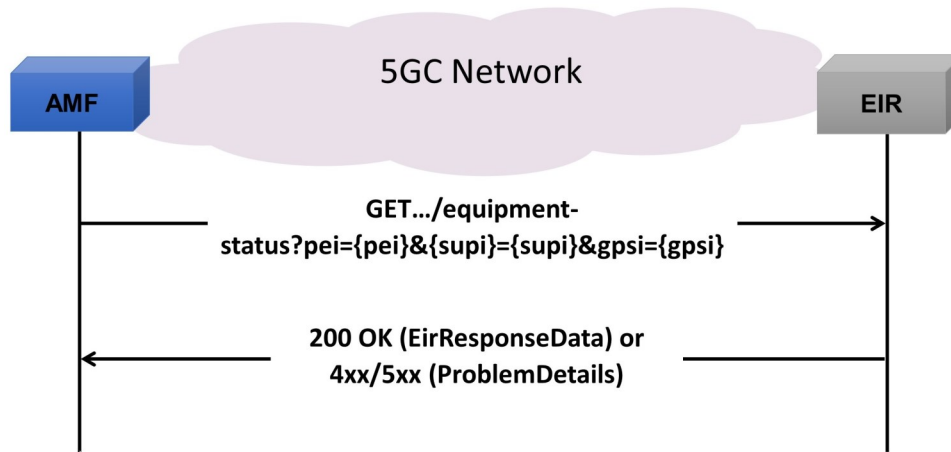 5GC Network
AMF
EIR
GET.../equipment-
status?pei={pei}&{supi}={supi}&gpsi={gpsi}
200 OK (EirResponseData) or
4xx/5xx (ProblemDetails)